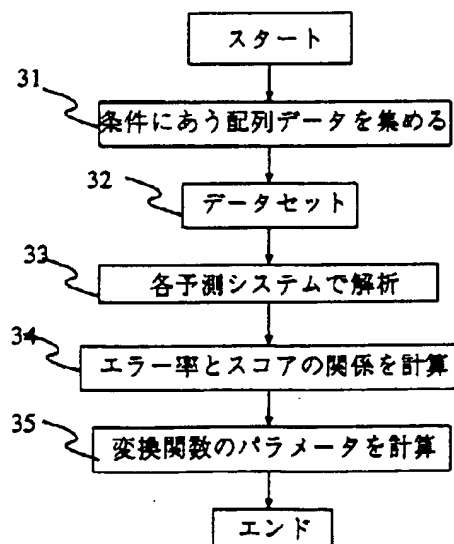 スタート
31
条件にあう配列データを集める
32
データセット
33
各予測システムで解析
34
エラー率とスコアの関係を計算
35
変換関数のパラメータを計算
エンド